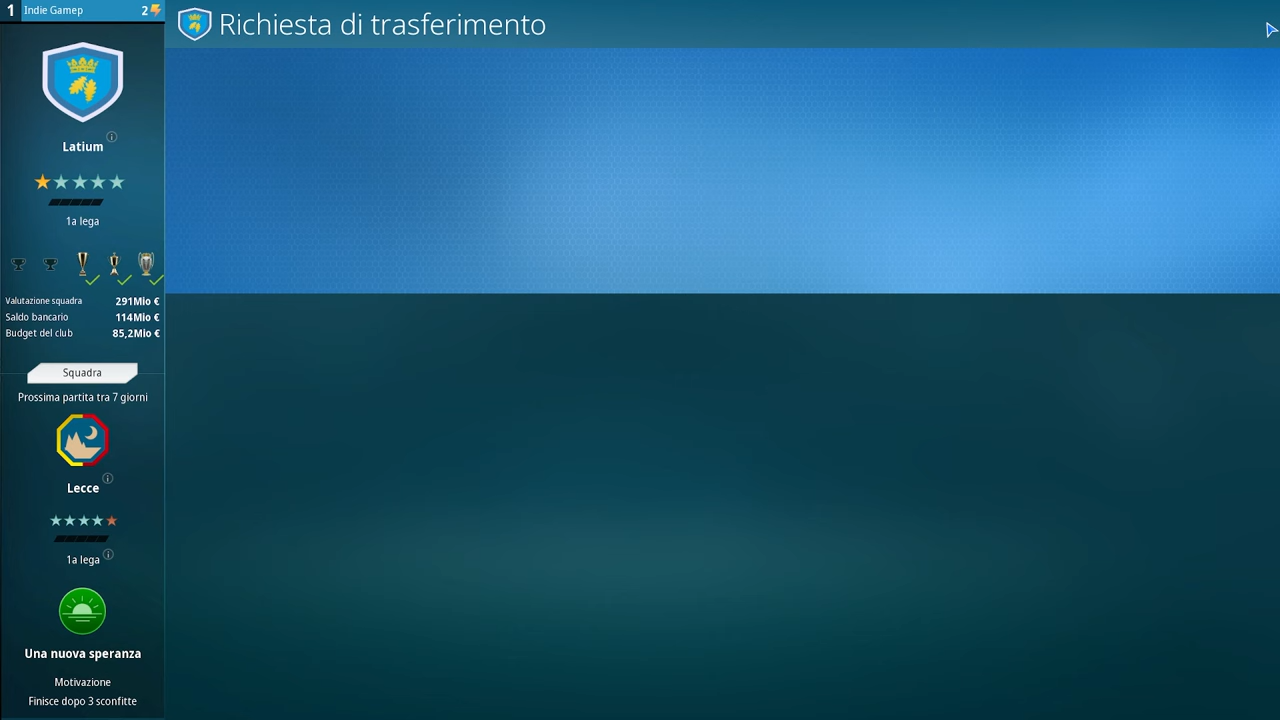 1 Indie Gamep 2
Richiesta di trasferimento
Latium
1a lega
Valutazione squadra 291Mio €
Saldo bancario 114Mio €
Budget del club 85,2Mio €
Squadra
Prossima partita tra 7 giorni
Lecce
1a lega
Una nuova speranza
Motivazione
Finisce dopo 3 sconfitte